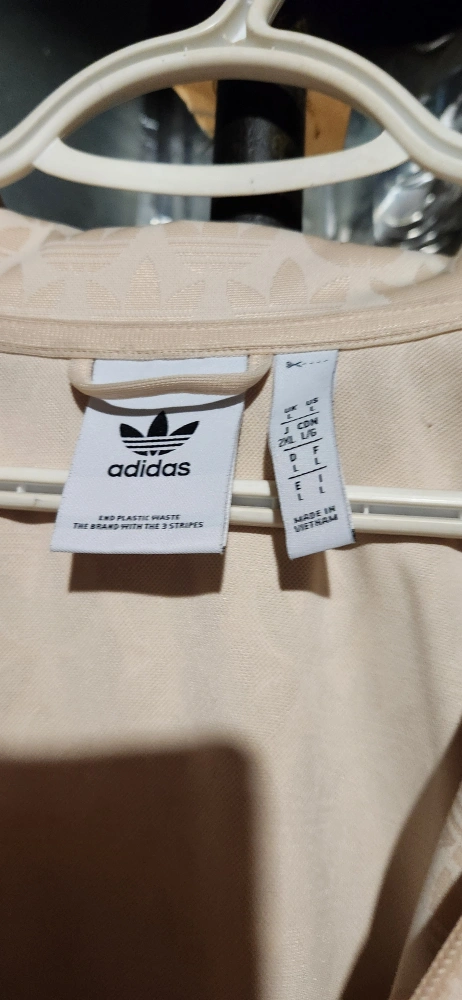 adidas
END PLASTIC WASTE
THE BRAND WITH THE 3 STRIPES
UK US
L L
J CDN
2XL L/G
D F
L L
E I
L L
MADE IN
VIETNAM